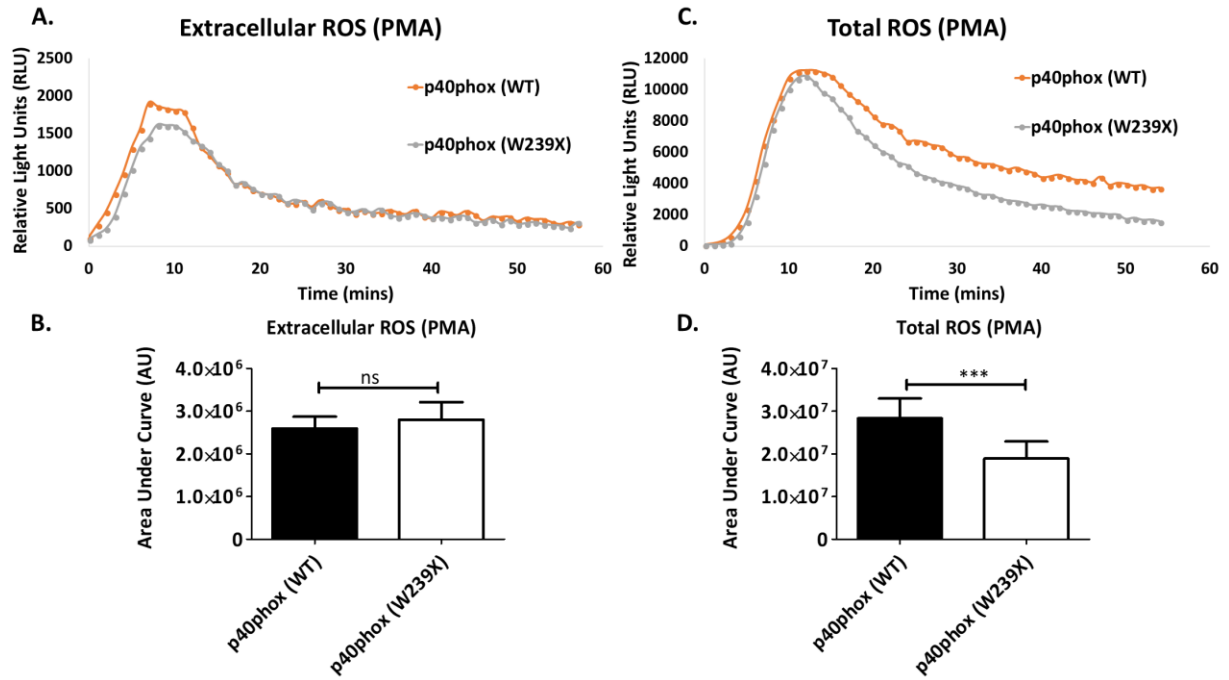 A.
Extracellular ROS (PMA)
Relative Light Units (RLU)
2500
2000
1500
1000
500
0
0 10 20 30 40 50 60
Time (mins)
p40phox (WT)
p40phox (W239X)
C.
Total ROS (PMA)
Relative Light Units (RLU)
12000
10000
8000
6000
4000
2000
0
0 10 20 30 40 50 60
Time (mins)
p40phox (WT)
p40phox (W239X)
B.
Extracellular ROS (PMA)
Area Under Curve (AU)
4.0×10⁶
3.0×10⁶
2.0×10⁶
1.0×10⁶
0
ns
p40phox (WT)
p40phox (W239X)
D.
Total ROS (PMA)
Area Under Curve (AU)
4.0×10⁷
3.0×10⁷
2.0×10⁷
1.0×10⁷
0
***
p40phox (WT)
p40phox (W239X)